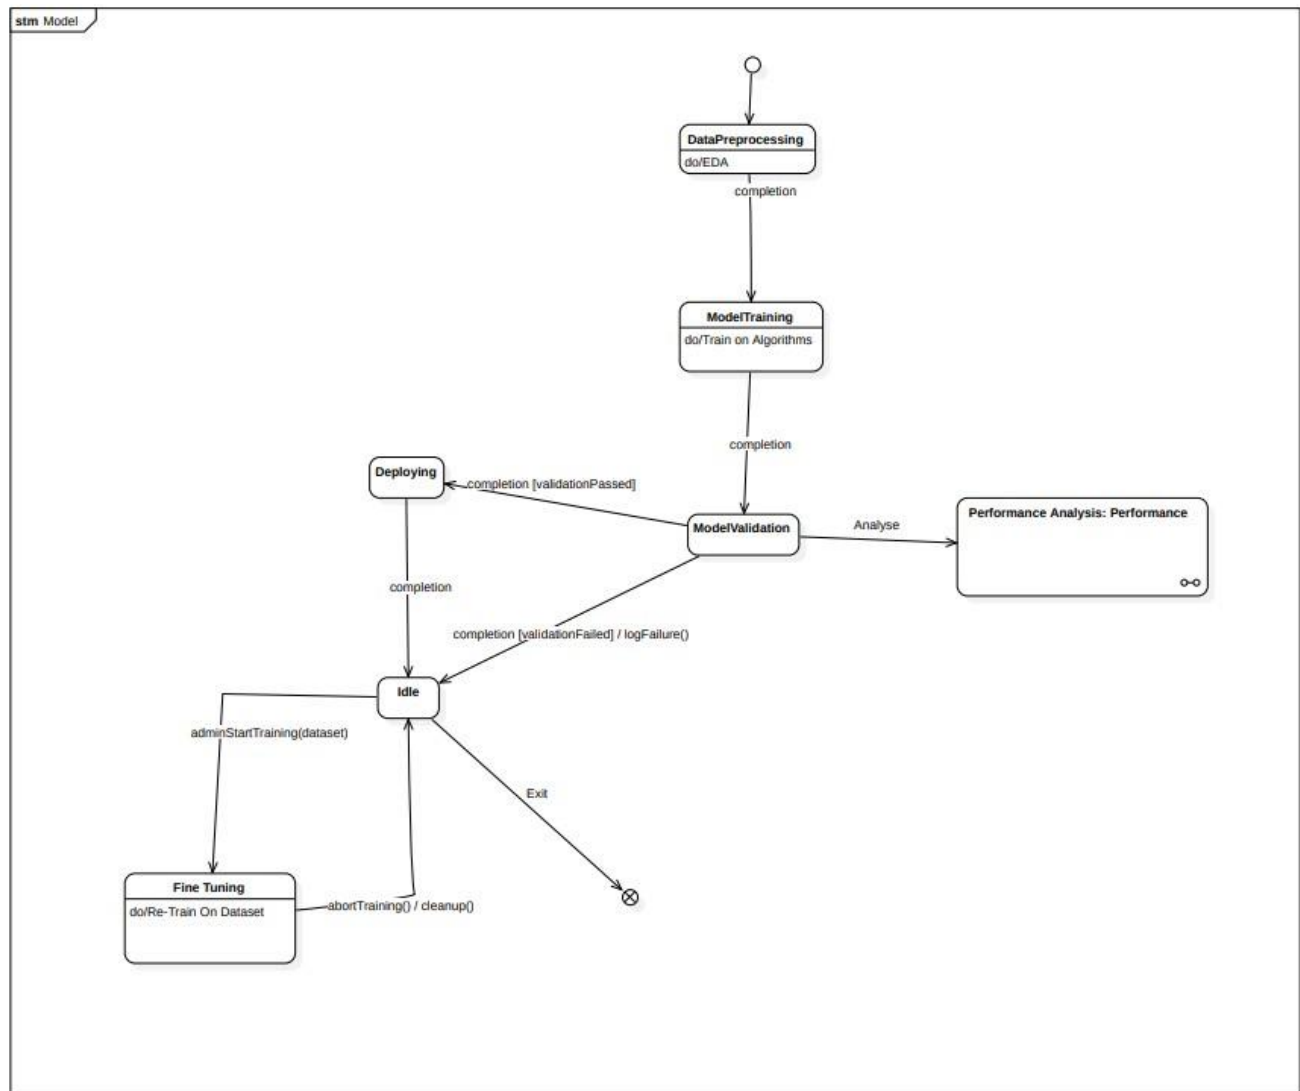 stm Model
DataPreprocessing
do/EDA
completion
ModelTraining
do/Train on Algorithms
completion
Deploying
completion [validationPassed]
ModelValidation
Analyse
Performance Analysis: Performance
completion
completion [validationFailed] / logFailure()
Idle
adminStartTraining(dataset)
Exit
Fine Tuning
do/Re-Train On Dataset
abortTraining() / cleanup()